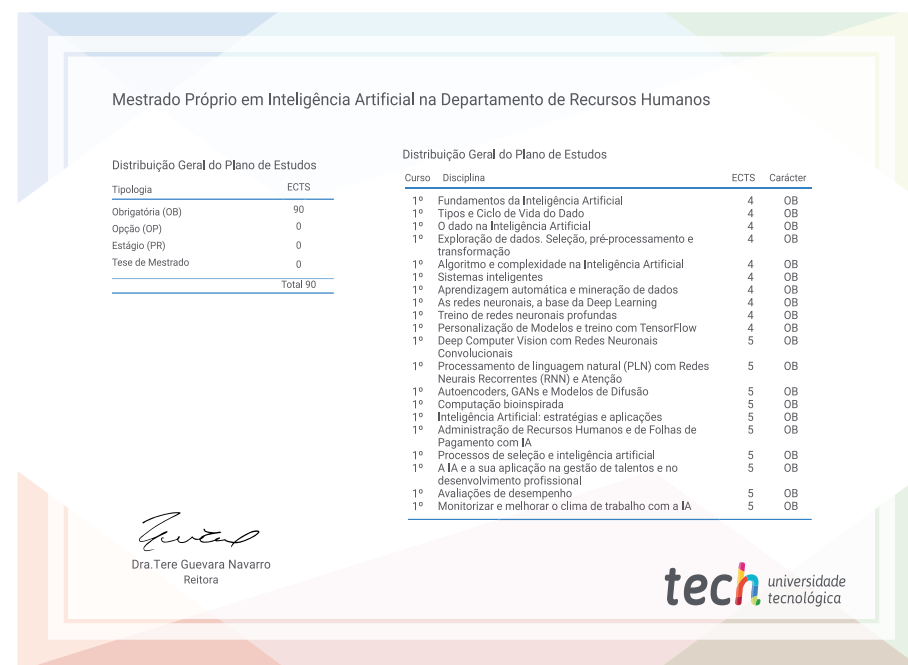 Mestrado Próprio em Inteligência Artificial na Departamento de Recursos Humanos
Distribuição Geral do Plano de Estudos
Tipologia ECTS
Obrigatória (OB) 90
Opção (OP) 0
Estágio (PR) 0
Tese de Mestrado 0
Total 90
Distribuição Geral do Plano de Estudos
Curso Disciplina ECTS Carácter
1º Fundamentos da Inteligência Artificial 4 OB
1º Tipos e Ciclo de Vida do Dado 4 OB
1º O dado na Inteligência Artificial 4 OB
1º Exploração de dados. Seleção, pré-processamento e 4 OB
transformação
1º Algoritmo e complexidade na Inteligência Artificial 4 OB
1º Sistemas inteligentes 4 OB
1º Aprendizagem automática e mineração de dados 4 OB
1º As redes neuronais, a base da Deep Learning 4 OB
1º Treino de redes neuronais profundas 4 OB
1º Personalização de Modelos e treino com TensorFlow 4 OB
1º Deep Computer Vision com Redes Neuronais 5 OB
Convolucionais
1º Processamento de linguagem natural (PLN) com Redes 5 OB
Neurais Recorrentes (RNN) e Atenção
1º Autoencoders, GANs e Modelos de Difusão 5 OB
1º Computação bioinspirada 5 OB
1º Inteligência Artificial: estratégias e aplicações 5 OB
1º Administração de Recursos Humanos e de Folhas de 5 OB
Pagamento com IA
1º Processos de seleção e inteligência artificial 5 OB
1º A IA e a sua aplicação na gestão de talentos e no 5 OB
desenvolvimento profissional
1º Avaliações de desempenho 5 OB
1º Monitorizar e melhorar o clima de trabalho com a IA 5 OB
Dra.Tere Guevara Navarro
Reitora
tech universidade
tecnológica